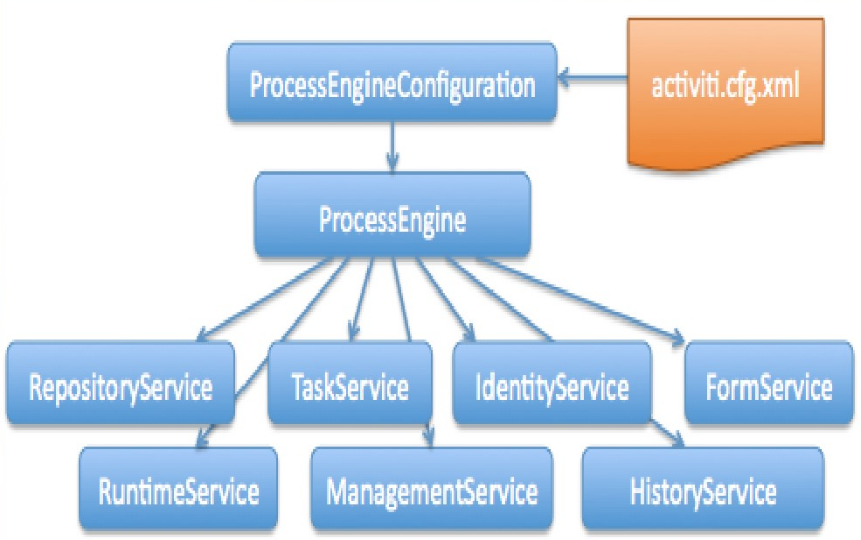 ProcessEngineConfiguration
activiti.cfg.xml
ProcessEngine
RepositoryService
TaskService
IdentityService
FormService
RuntimeService
ManagementService
HistoryService